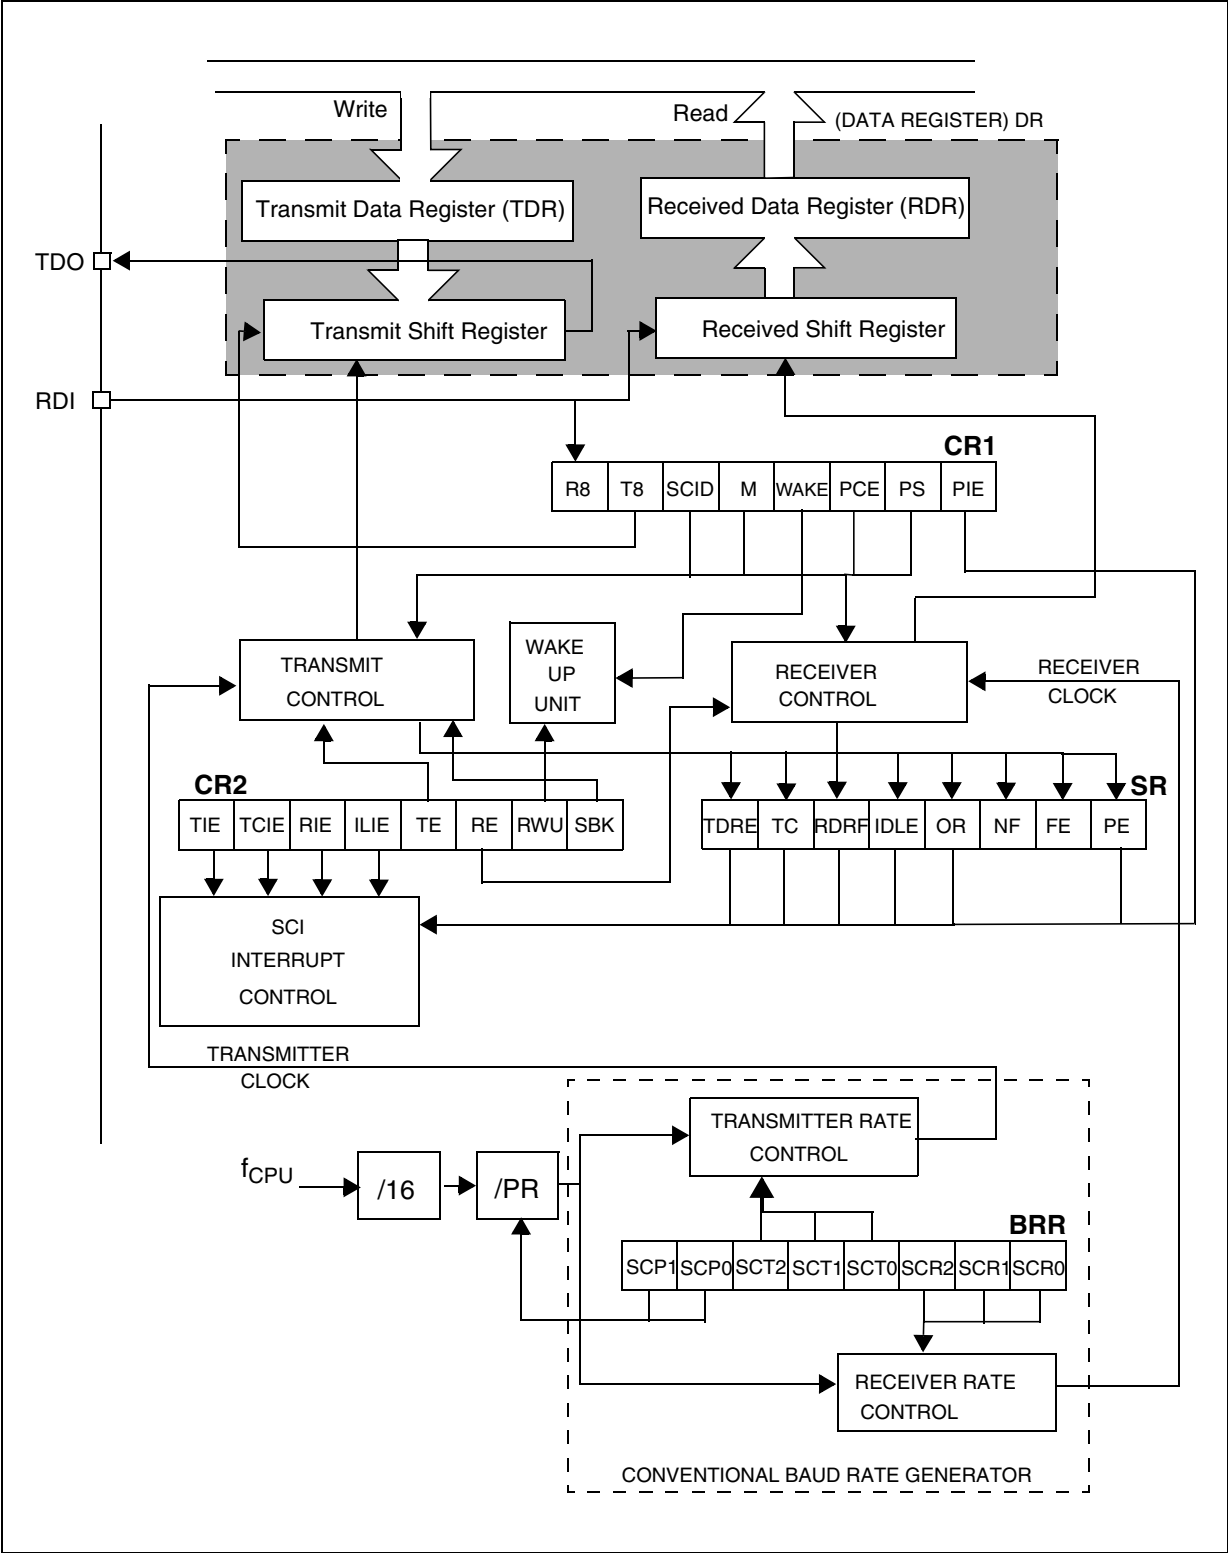 Write
Read
(DATA REGISTER) DR
Transmit Data Register (TDR)
Received Data Register (RDR)
TDO
Transmit Shift Register
Received Shift Register
RDI
CR1
R8 T8 SCID M WAKE PCE PS PIE
TRANSMIT
CONTROL
WAKE
UP
UNIT
RECEIVER
CONTROL
RECEIVER
CLOCK
CR2
TIE TCIE RIE ILIE TE RE RWU SBK
SR
TDRE TC RDRF IDLE OR NF FE PE
SCI
INTERRUPT
CONTROL
TRANSMITTER
CLOCK
TRANSMITTER RATE
CONTROL
fCPU
/16
/PR
BRR
SCP1 SCP0 SCT2 SCT1 SCT0 SCR2 SCR1 SCR0
RECEIVER RATE
CONTROL
CONVENTIONAL BAUD RATE GENERATOR